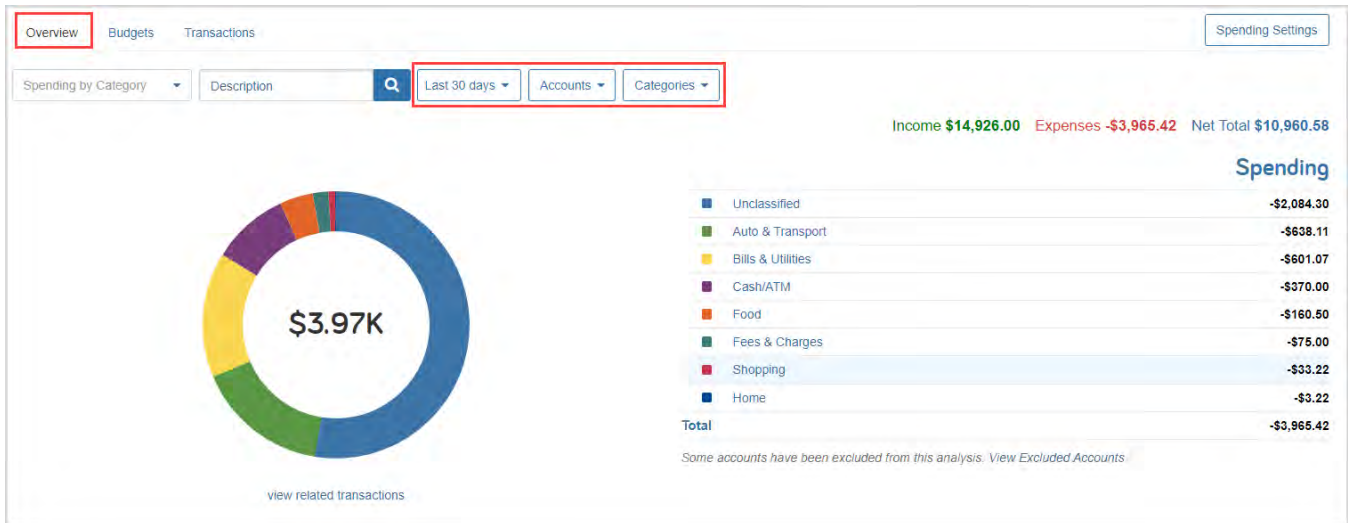 Overview Budgets Transactions Spending Settings
Spending by Category Description Last 30 days Accounts Categories
Income $14,926.00 Expenses -$3,965.42 Net Total $10,960.58
Spending
Unclassified -$2,084.30
Auto & Transport -$638.11
Bills & Utilities -$601.07
Cash/ATM -$370.00
$3.97K
Food -$160.50
Fees & Charges -$75.00
Shopping -$33.22
Home -$3.22
Total -$3,965.42
Some accounts have been excluded from this analysis. View Excluded Accounts
view related transactions